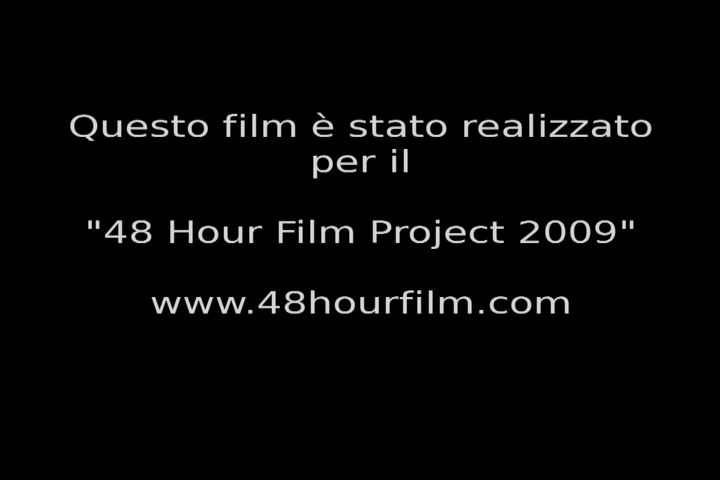 Questo film è stato realizzato
per il
"48 Hour Film Project 2009"
www.48hourfilm.com